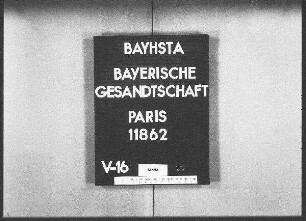 BAYHSTA
BAYERISCHE
GESANDTSCHAFT
PARIS
11862
V-16